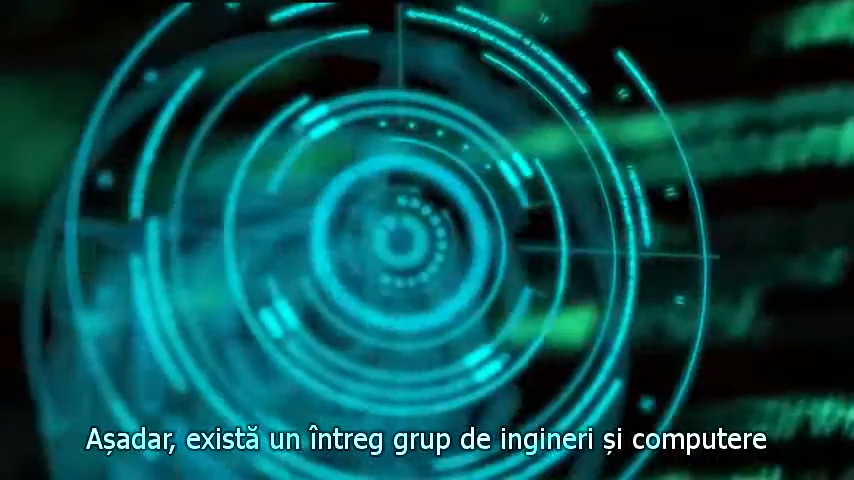 Așadar, există un întreg grup de ingineri și computere